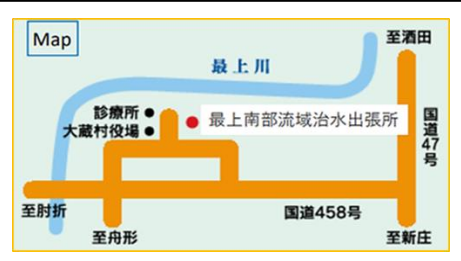 Map
至酒田
最上川
診療所
大蔵村役場
最上南部流域治水出張所
国道47号
至肘折
国道458号
至舟形
至新庄